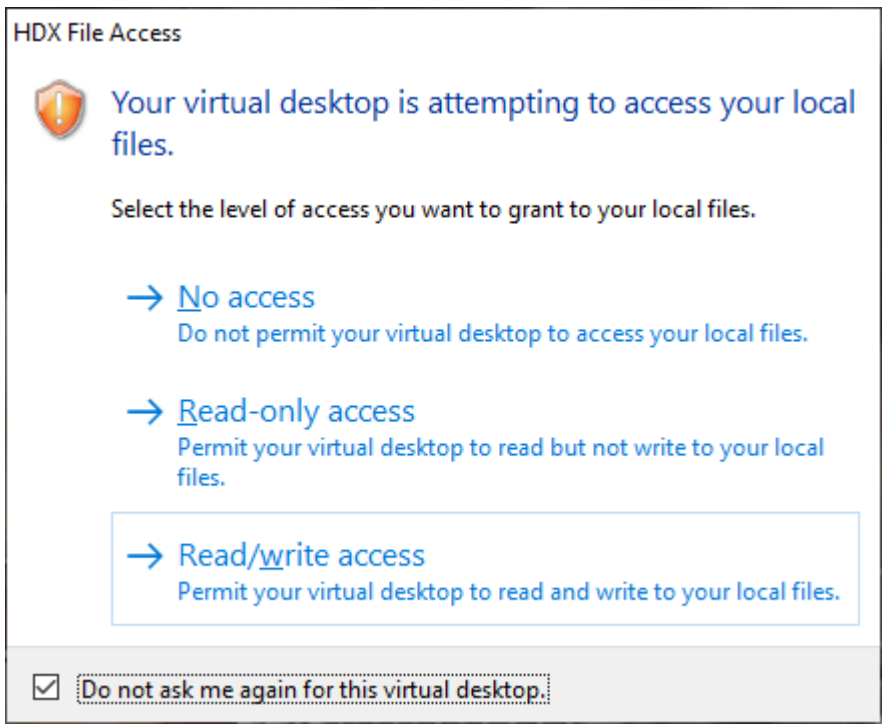 HDX File Access
Your virtual desktop is attempting to access your local
files.
Select the level of access you want to grant to your local files.
No access
Do not permit your virtual desktop to access your local files.
Read-only access
Permit your virtual desktop to read but not write to your local
files.
Read/write access
Permit your virtual desktop to read and write to your local files.
Do not ask me again for this virtual desktop.